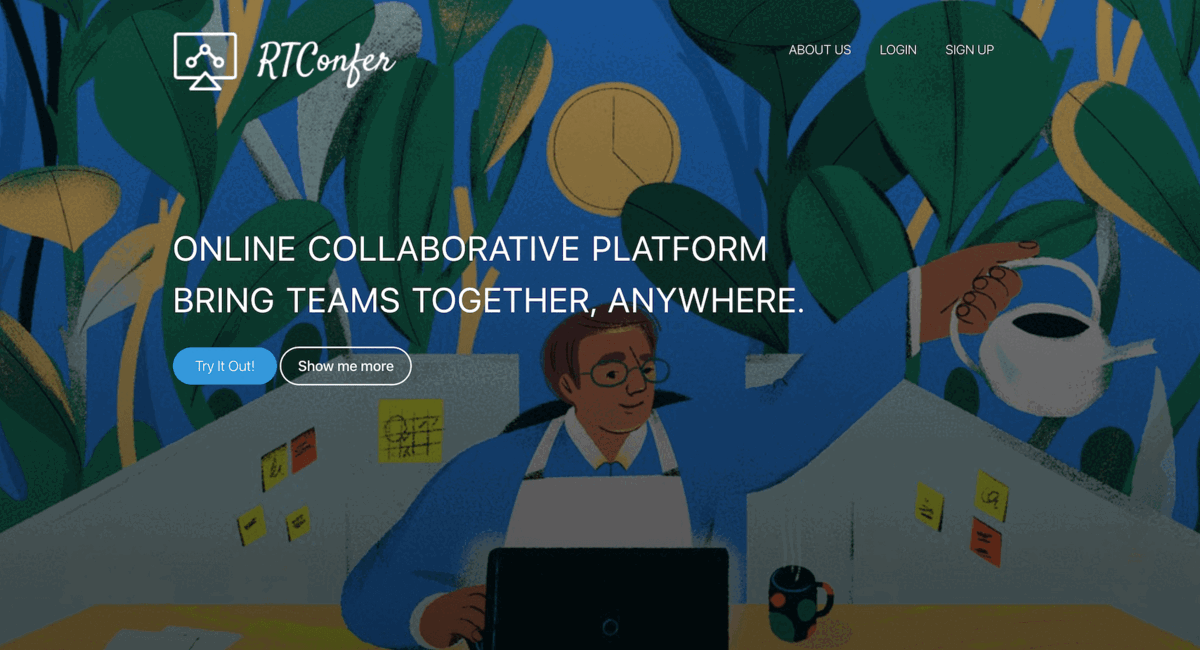 RTConfer
ABOUT US LOGIN SIGN UP
ONLINE COLLABORATIVE PLATFORM
BRING TEAMS TOGETHER, ANYWHERE.
Try It Out! Show me more